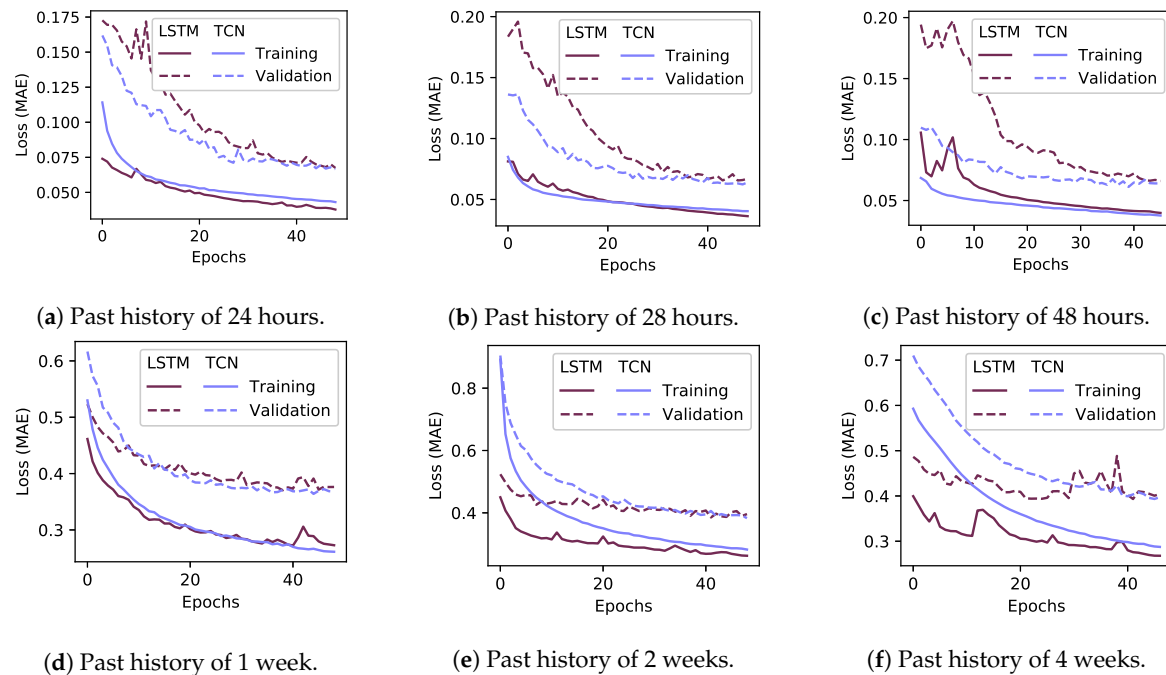 LSTM TCN
Training
Validation
0.175
0.150
0.125
0.100
0.075
0.050
Loss (MAE)
0 20 40
Epochs
(a) Past history of 24 hours.
LSTM TCN
Training
Validation
0.20
0.15
0.10
0.05
Loss (MAE)
0 20 40
Epochs
(b) Past history of 28 hours.
LSTM TCN
Training
Validation
0.20
0.15
0.10
0.05
Loss (MAE)
0 10 20 30 40
Epochs
(c) Past history of 48 hours.
LSTM TCN
Training
Validation
0.6
0.5
0.4
0.3
Loss (MAE)
0 20 40
Epochs
(d) Past history of 1 week.
LSTM TCN
Training
Validation
0.8
0.6
0.4
Loss (MAE)
0 20 40
Epochs
(e) Past history of 2 weeks.
LSTM TCN
Training
Validation
0.7
0.6
0.5
0.4
0.3
Loss (MAE)
0 20 40
Epochs
(f) Past history of 4 weeks.